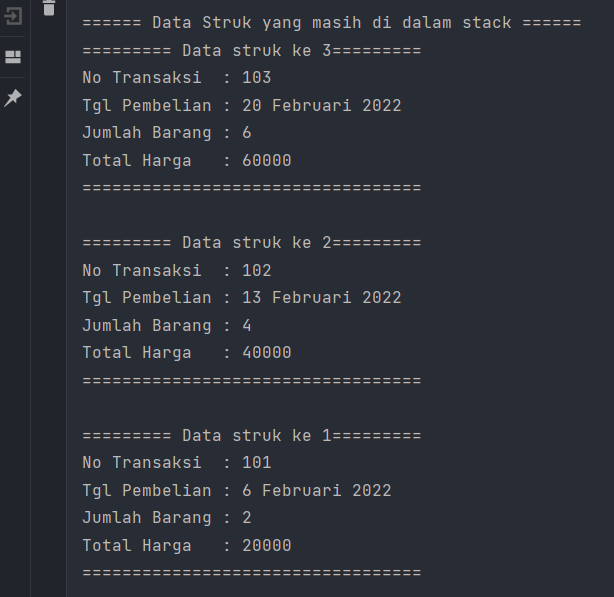 ====== Data Struk yang masih di dalam stack ======
========= Data struk ke 3=========
No Transaksi  : 103
Tgl Pembelian : 20 Februari 2022
Jumlah Barang : 6
Total Harga   : 60000
==================================
========= Data struk ke 2=========
No Transaksi  : 102
Tgl Pembelian : 13 Februari 2022
Jumlah Barang : 4
Total Harga   : 40000
==================================
========= Data struk ke 1=========
No Transaksi  : 101
Tgl Pembelian : 6 Februari 2022
Jumlah Barang : 2
Total Harga   : 20000
==================================